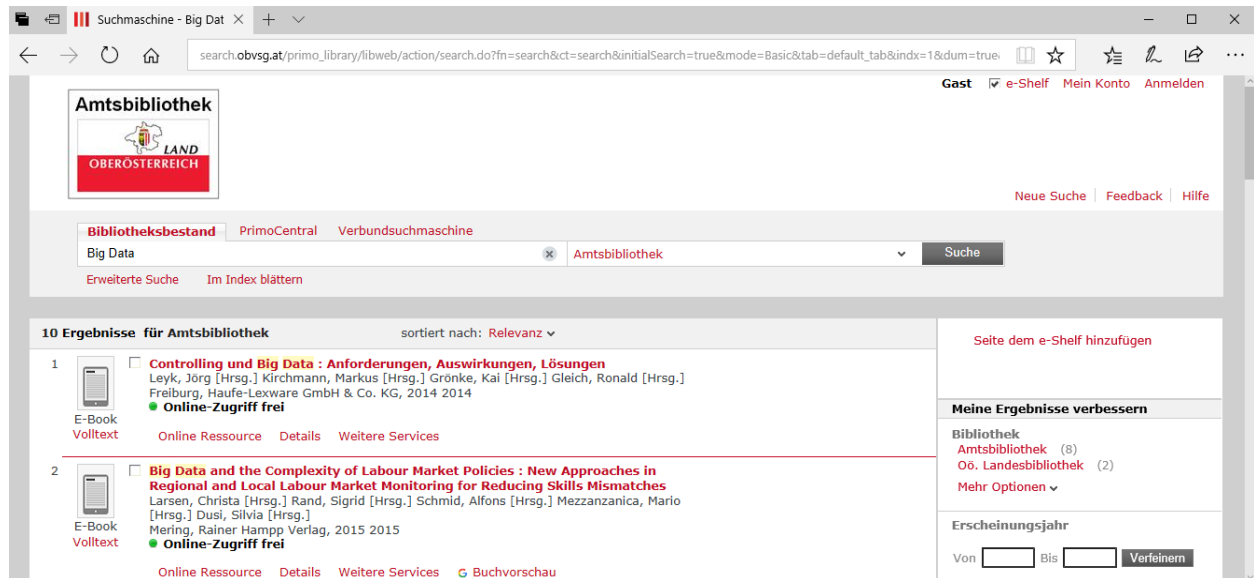 Suchmaschine - Big Dat
search.obvsg.at/primo_library/libweb/action/search.do?fn=search&ct=search&initialSearch=true&mode=Basic&tab=default_tab&indx=1&dum=true&
Gast e-Shelf Mein Konto Anmelden
Amtsbibliothek
LAND
OBERÖSTERREICH
Neue Suche Feedback Hilfe
Bibliotheksbestand PrimoCentral Verbundsuchmaschine
Big Data Amtsbibliothek Suche
Erweiterte Suche Im Index blättern
10 Ergebnisse für Amtsbibliothek sortiert nach: Relevanz
1
E-Book
Volltext
Controlling und Big Data : Anforderungen, Auswirkungen, Lösungen
Leyk, Jörg [Hrsg.] Kirchmann, Markus [Hrsg.] Grönke, Kai [Hrsg.] Gleich, Ronald [Hrsg.]
Freiburg, Haufe-Lexware GmbH & Co. KG, 2014 2014
Online-Zugriff frei
Online Ressource Details Weitere Services
2
E-Book
Volltext
Big Data and the Complexity of Labour Market Policies : New Approaches in
Regional and Local Labour Market Monitoring for Reducing Skills Mismatches
Larsen, Christa [Hrsg.] Rand, Sigrid [Hrsg.] Schmid, Alfons [Hrsg.] Mezzanzanica, Mario
[Hrsg.] Dusi, Silvia [Hrsg.]
Mering, Rainer Hampp Verlag, 2015 2015
Online-Zugriff frei
Online Ressource Details Weitere Services G Buchvorschau
Seite dem e-Shelf hinzufügen
Meine Ergebnisse verbessern
Bibliothek
Amtsbibliothek (8)
Oö. Landesbibliothek (2)
Mehr Optionen
Erscheinungsjahr
Von Bis Verfeinern